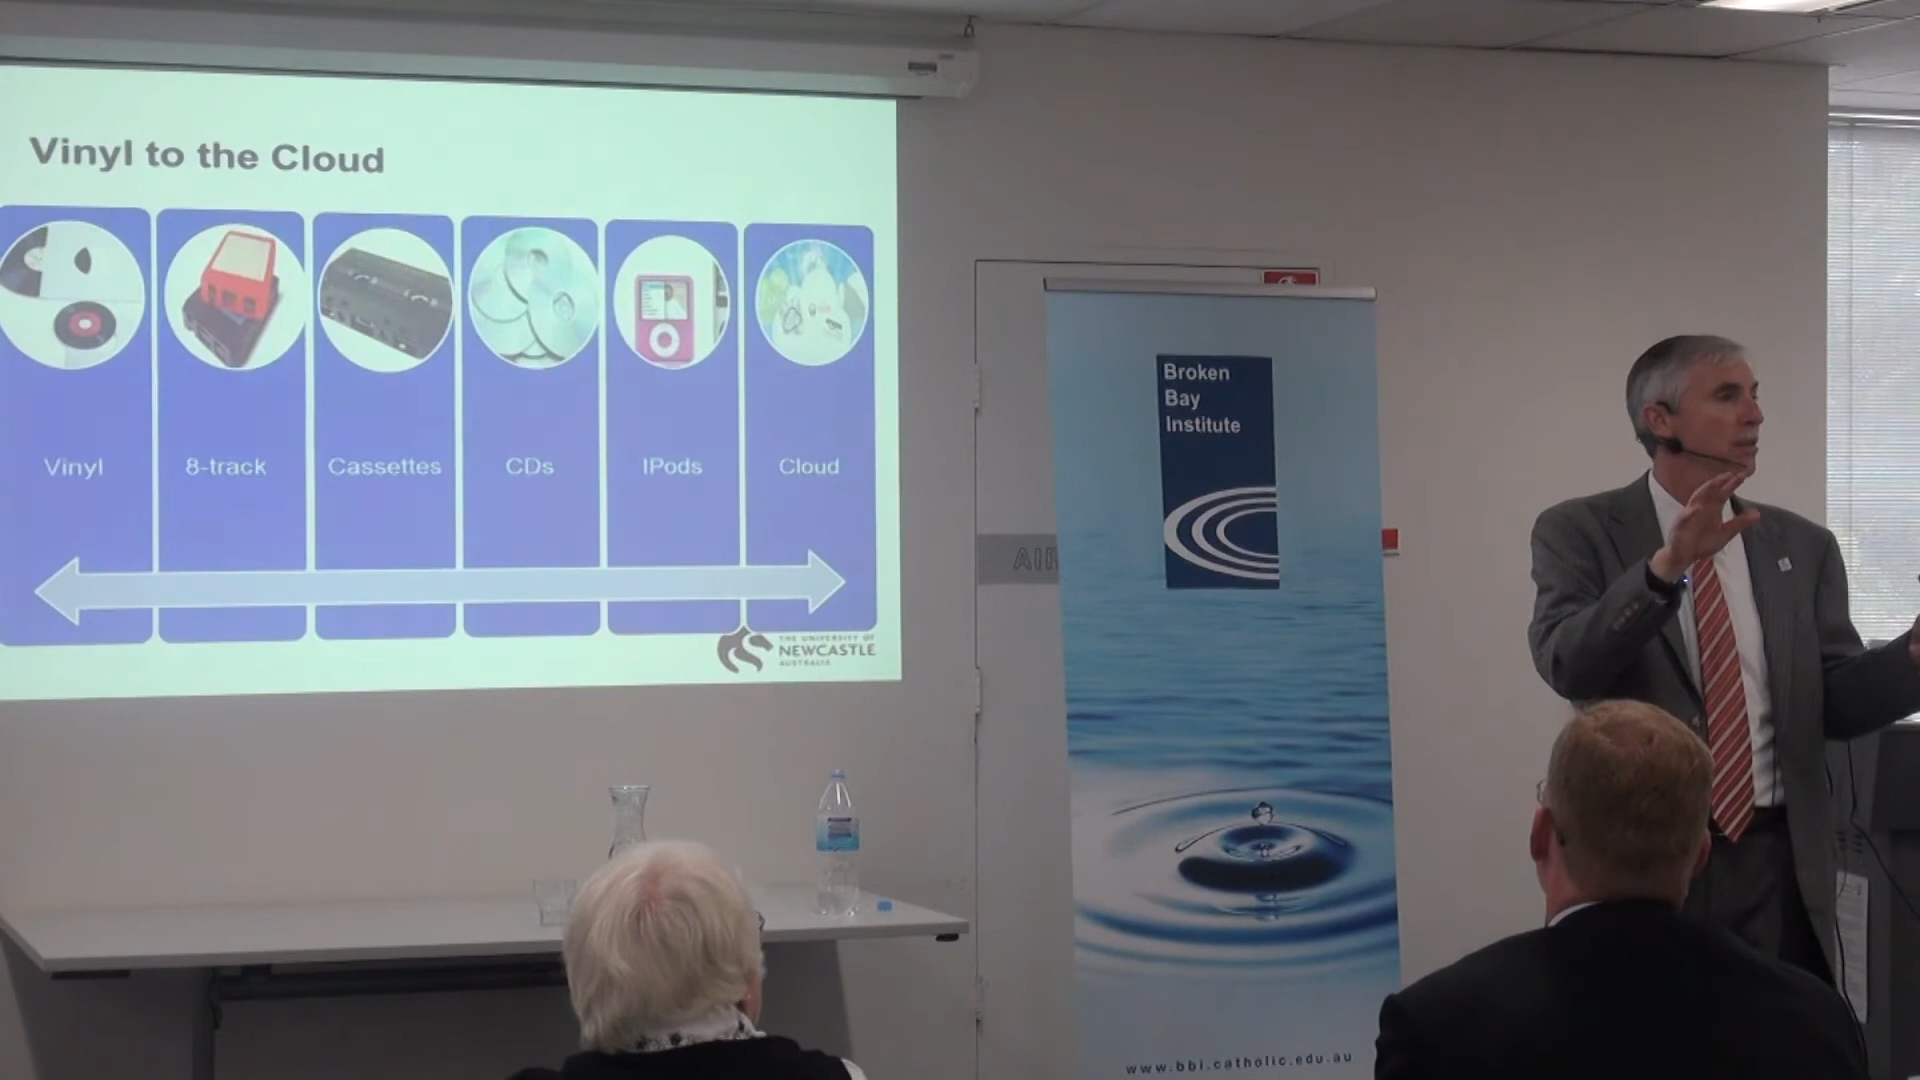 Vinyl to the Cloud
Vinyl
8-track
Cassettes
CDs
IPods
Cloud
THE UNIVERSITY OF
NEWCASTLE
AUSTRALIA
Broken
Bay
Institute
AIR
www.bbi.catholic.edu.au